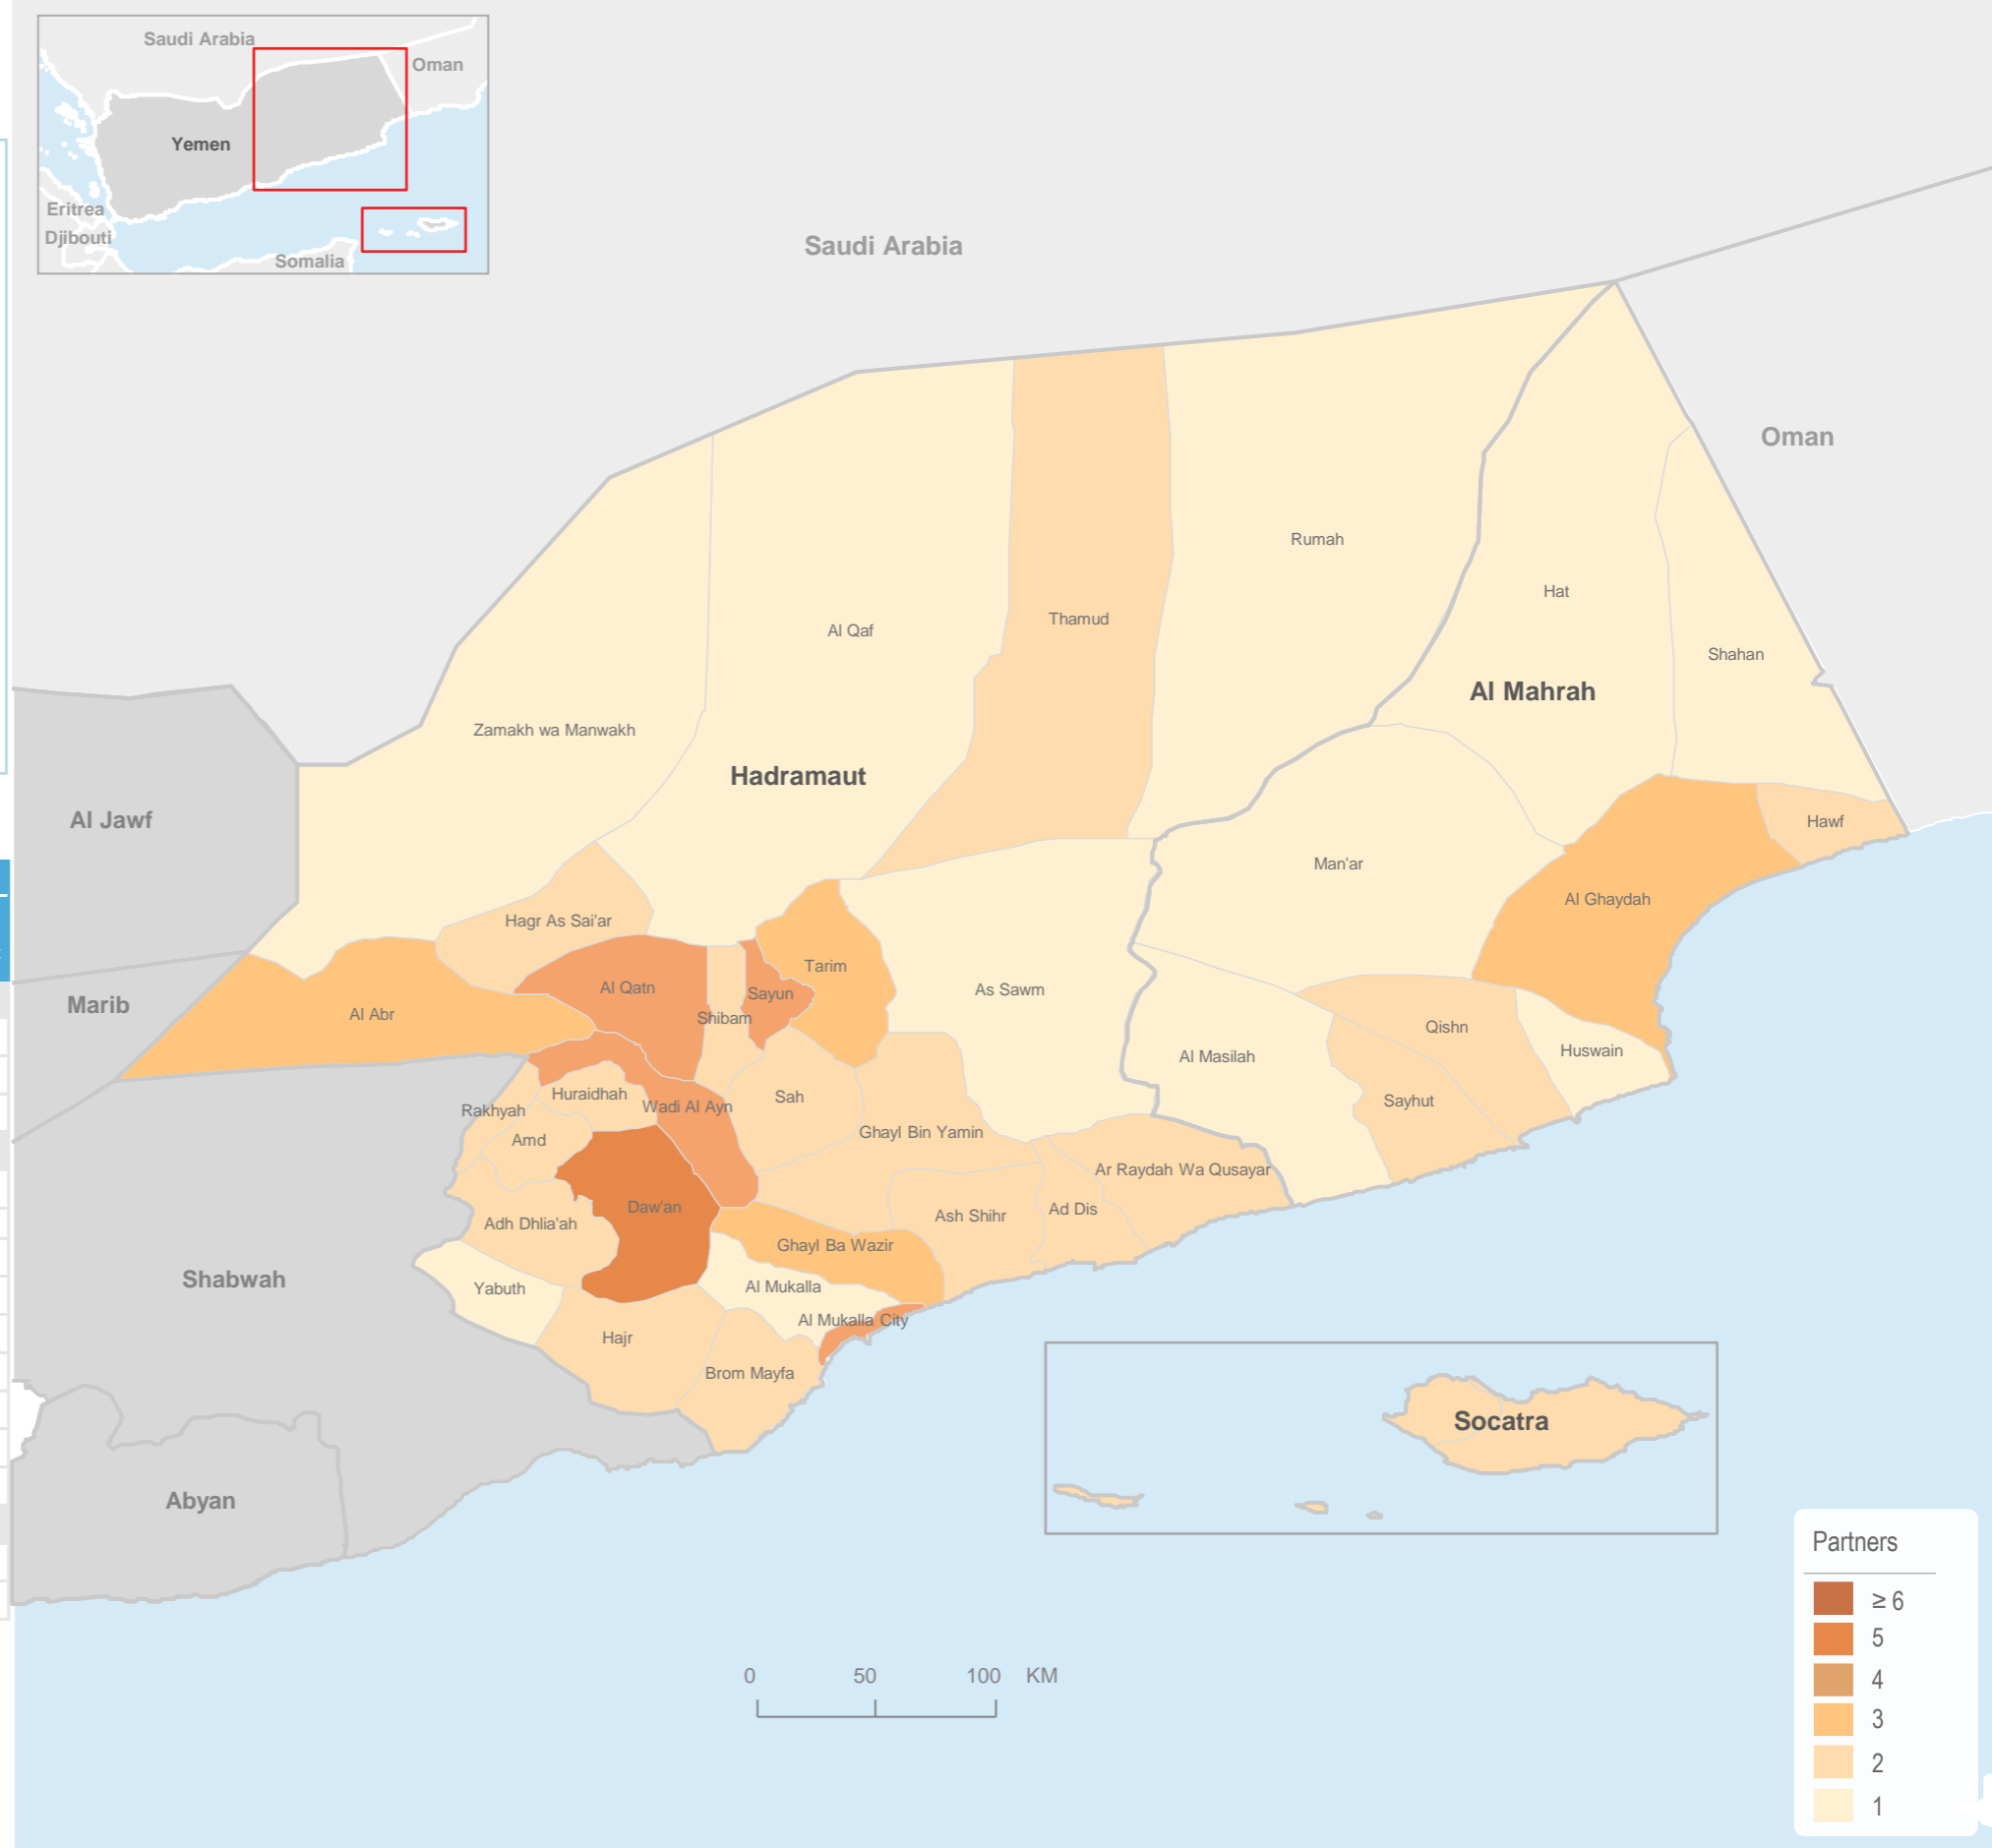 Saudi Arabia
Oman
Yemen
Eritrea
Djibouti
Somalia
Saudi Arabia
Oman
Rumah
Hat
Thamud
Al Qaf
Shahan
Al Mahrah
Zamakh wa Manwakh
Hadramaut
Al Jawf
Hawf
Man'ar
Al Ghaydah
Hagr As Sai'ar
Tarim
Al Qatn
Sayun
As Sawm
Marib
Al Abr
Shibam
Qishn
Huswain
Al Masilah
Huraidhah
Sah
Sayhut
Rakhyah
Wadi Al Ayn
Amd
Ghayl Bin Yamin
Ar Raydah Wa Qusayar
Daw'an
Ad Dis
Ash Shihr
Adh Dhlia'ah
Ghayl Ba Wazir
Shabwah
Yabuth
Al Mukalla
Al Mukalla City
Hajr
Brom Mayfa
Socatra
Abyan
Partners
≥ 6
5
4
3
2
1
0 50 100 KM